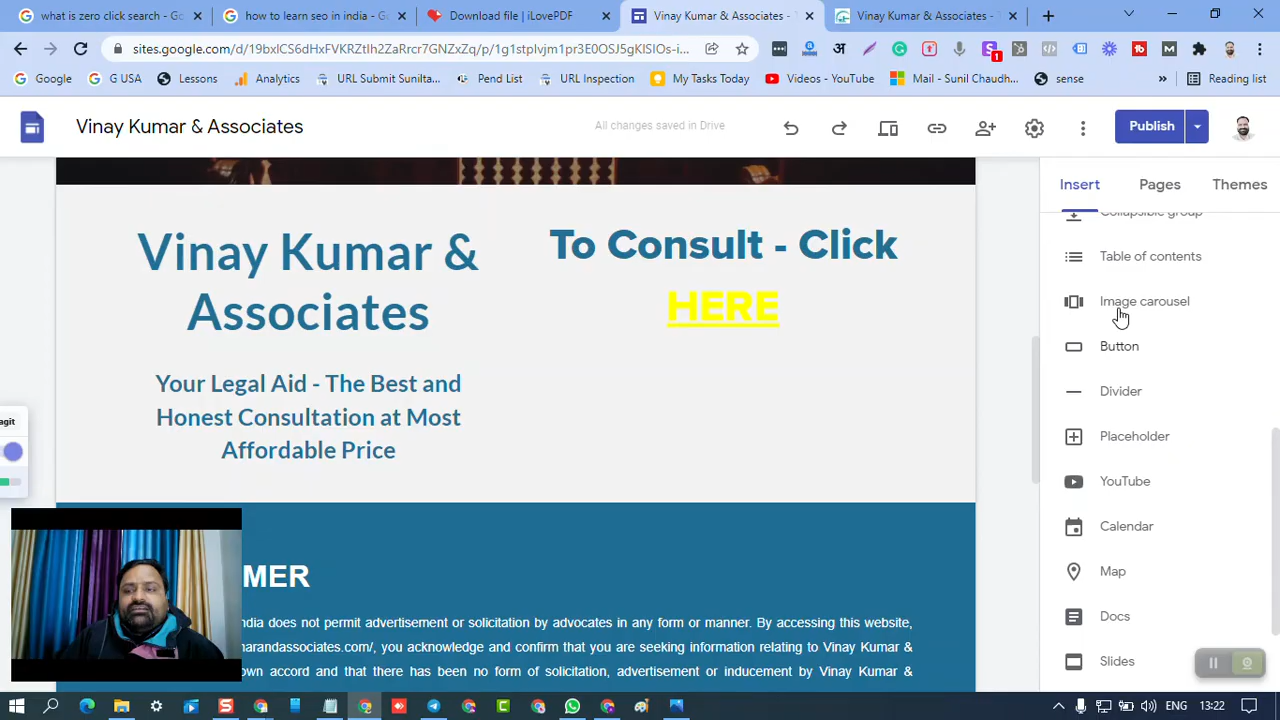 what is zero click search - Go
how to learn seo in india - G
Download file | iLovePDF
Vinay Kumar & Associates - T
Vinay Kumar & Associates - T
sites.google.com/d/19bxlCS6dHxFVKRZtIh2ZaRrcr7GNZxZq/p/1g1stplvjm1pr3E0OSJ5gKlSIOs-i...
Google
G USA
Lessons
Analytics
URL Submit Sunilta...
Pend List
URL Inspection
My Tasks Today
Videos - YouTube
Mail - Sunil Chaudh...
sense
»
Reading list
Vinay Kumar & Associates
All changes saved in Drive
Publish
Insert
Pages
Themes
Collapsible group
Table of contents
Image carousel
Button
Divider
Placeholder
YouTube
Calendar
Map
Docs
Slides
Vinay Kumar &
Associates
Your Legal Aid - The Best and
Honest Consultation at Most
Affordable Price
To Consult - Click
HERE
agit
MER
ndia does not permit advertisement or solicitation by advocates in any form or manner. By accessing this website,
narandassociates.com/, you acknowledge and confirm that you are seeking information relating to Vinay Kumar &
own accord and that there has been no form of solicitation, advertisement or inducement by Vinay Kumar &
ENG
13:22